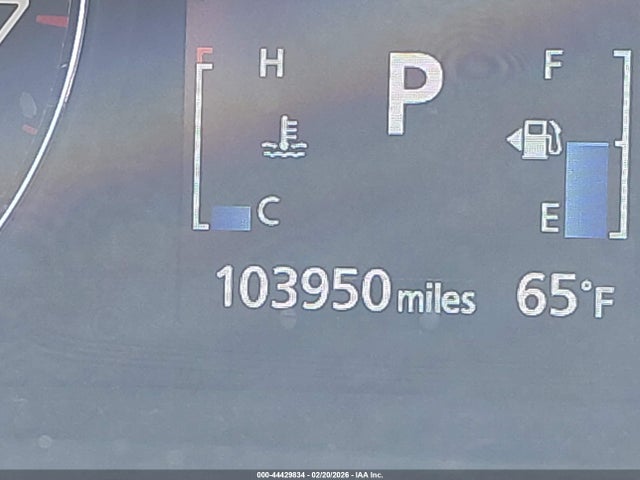 H P F
C E
103950 miles 65°F
000-44429834 - 02/20/2026 - IAA Inc.